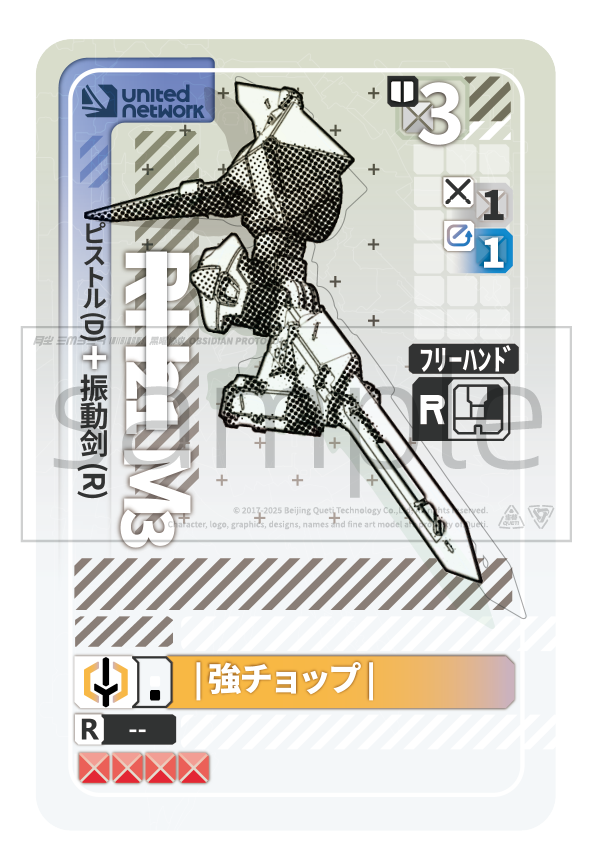 UNITED
NETWORK
3
1
1
ピストル(D)+振動剣(R)
フリーハンド
R
sample
© 2017-2025 Beijing Queti Technology Co., Ltd. All rights reserved.
Character, logo, graphics, designs, names and fine art model are property of Queti.
|強チョップ|
R --